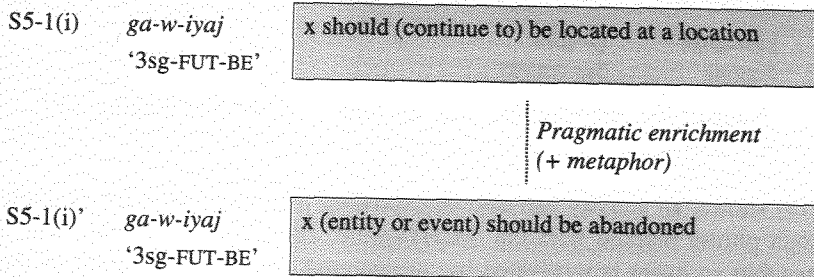 S5-1(i) ga-w-iyaj x should (continue to) be located at a location
'3sg-FUT-BE'
Pragmatic enrichment
(+ metaphor)
S5-1(i)’ ga-w-iyaj x (entity or event) should be abandoned
'3sg-FUT-BE'